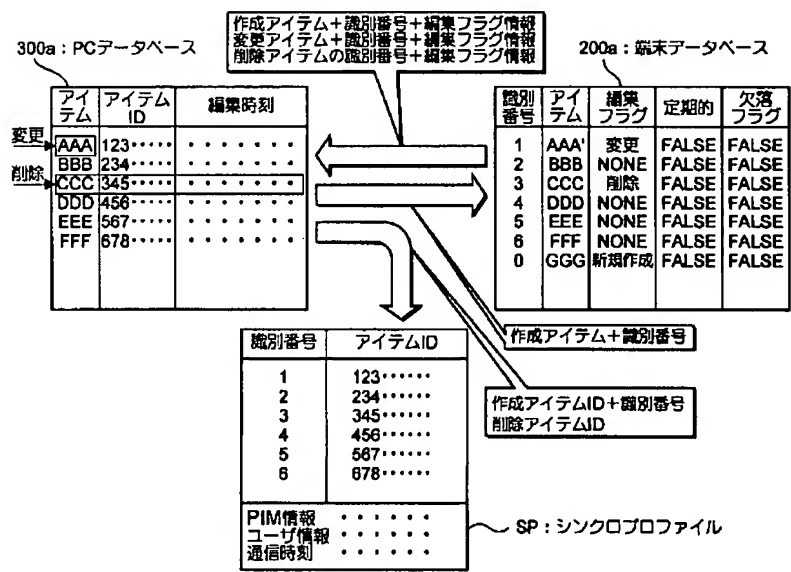 作成アイテム+識別番号+編集フラグ情報
変更アイテム+識別番号+編集フラグ情報
削除アイテムの識別番号+編集フラグ情報
300a：PCデータベース
アイテム アイテムID 編集時刻
変更
AAA 123‥‥‥ ・・・・・・・
BBB 234‥‥‥ ・・・・・・・
削除
CCC 345‥‥‥ ・・・・・・・
DDD 456‥‥‥ ・・・・・・・
EEE 567‥‥‥ ・・・・・・・
FFF 678‥‥‥ ・・・・・・・
200a：端末データベース
識別番号 アイテム 編集フラグ 定期的 欠落フラグ
1 AAA' 変更 FALSE FALSE
2 BBB NONE FALSE FALSE
3 CCC 削除 FALSE FALSE
4 DDD NONE FALSE FALSE
5 EEE NONE FALSE FALSE
6 FFF NONE FALSE FALSE
0 GGG 新規作成 FALSE FALSE
作成アイテム+識別番号
作成アイテムID+識別番号
削除アイテムID
識別番号 アイテムID
1 123‥‥‥
2 234‥‥‥
3 345‥‥‥
4 456‥‥‥
5 567‥‥‥
6 678‥‥‥
PIM情報 ・・・・・・
ユーザ情報 ・・・・・・
通信時刻 ・・・・・・
SP：シンクロプロファイル